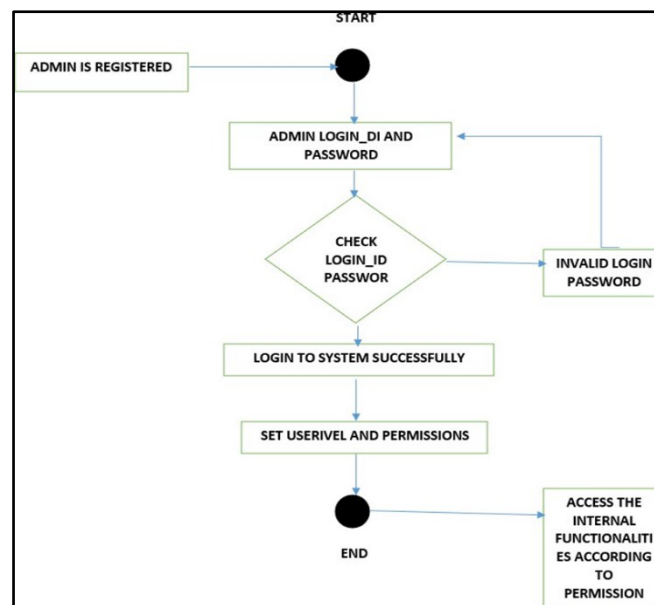 START
ADMIN IS REGISTERED
ADMIN LOGIN_DI AND
PASSWORD
CHECK
LOGIN_ID
PASSWOR
INVALID LOGIN
PASSWORD
LOGIN TO SYSTEM SUCCESSFULLY
SET USERIVEL AND PERMISSIONS
END
ACCESS THE
INTERNAL
FUNCTIONALITI
ES ACCORDING
TO
PERMISSION